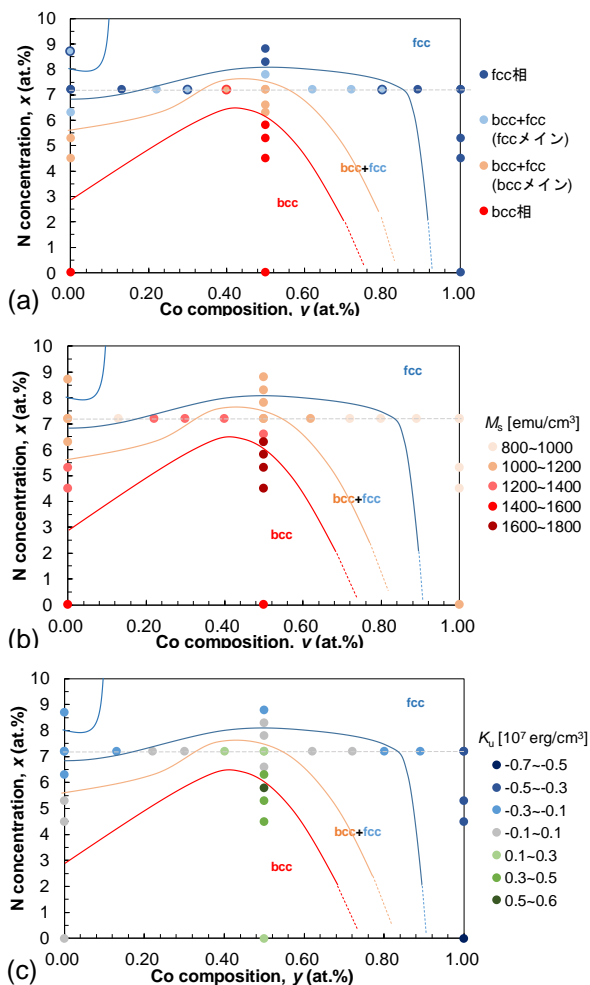 10
9
8
7
6
5
4
3
2
1
0
N concentration, x (at.%)
fcc
bcc+fcc
bcc
0.00 0.20 0.40 0.60 0.80 1.00
Co composition, y (at.%)
(a)
fcc相
bcc+fcc
(fccメイン)
bcc+fcc
(bccメイン)
bcc相
10
9
8
7
6
5
4
3
2
1
0
N concentration, x (at.%)
fcc
bcc+fcc
bcc
0.00 0.20 0.40 0.60 0.80 1.00
Co composition, y (at.%)
(b)
Ms [emu/cm³]
800~1000
1000~1200
1200~1400
1400~1600
1600~1800
10
9
8
7
6
5
4
3
2
1
0
N concentration, x (at.%)
fcc
bcc+fcc
bcc
0.00 0.20 0.40 0.60 0.80 1.00
Co composition, y (at.%)
(c)
Ku [10⁷ erg/cm³]
-0.7~-0.5
-0.5~-0.3
-0.3~-0.1
-0.1~0.1
0.1~0.3
0.3~0.5
0.5~0.6